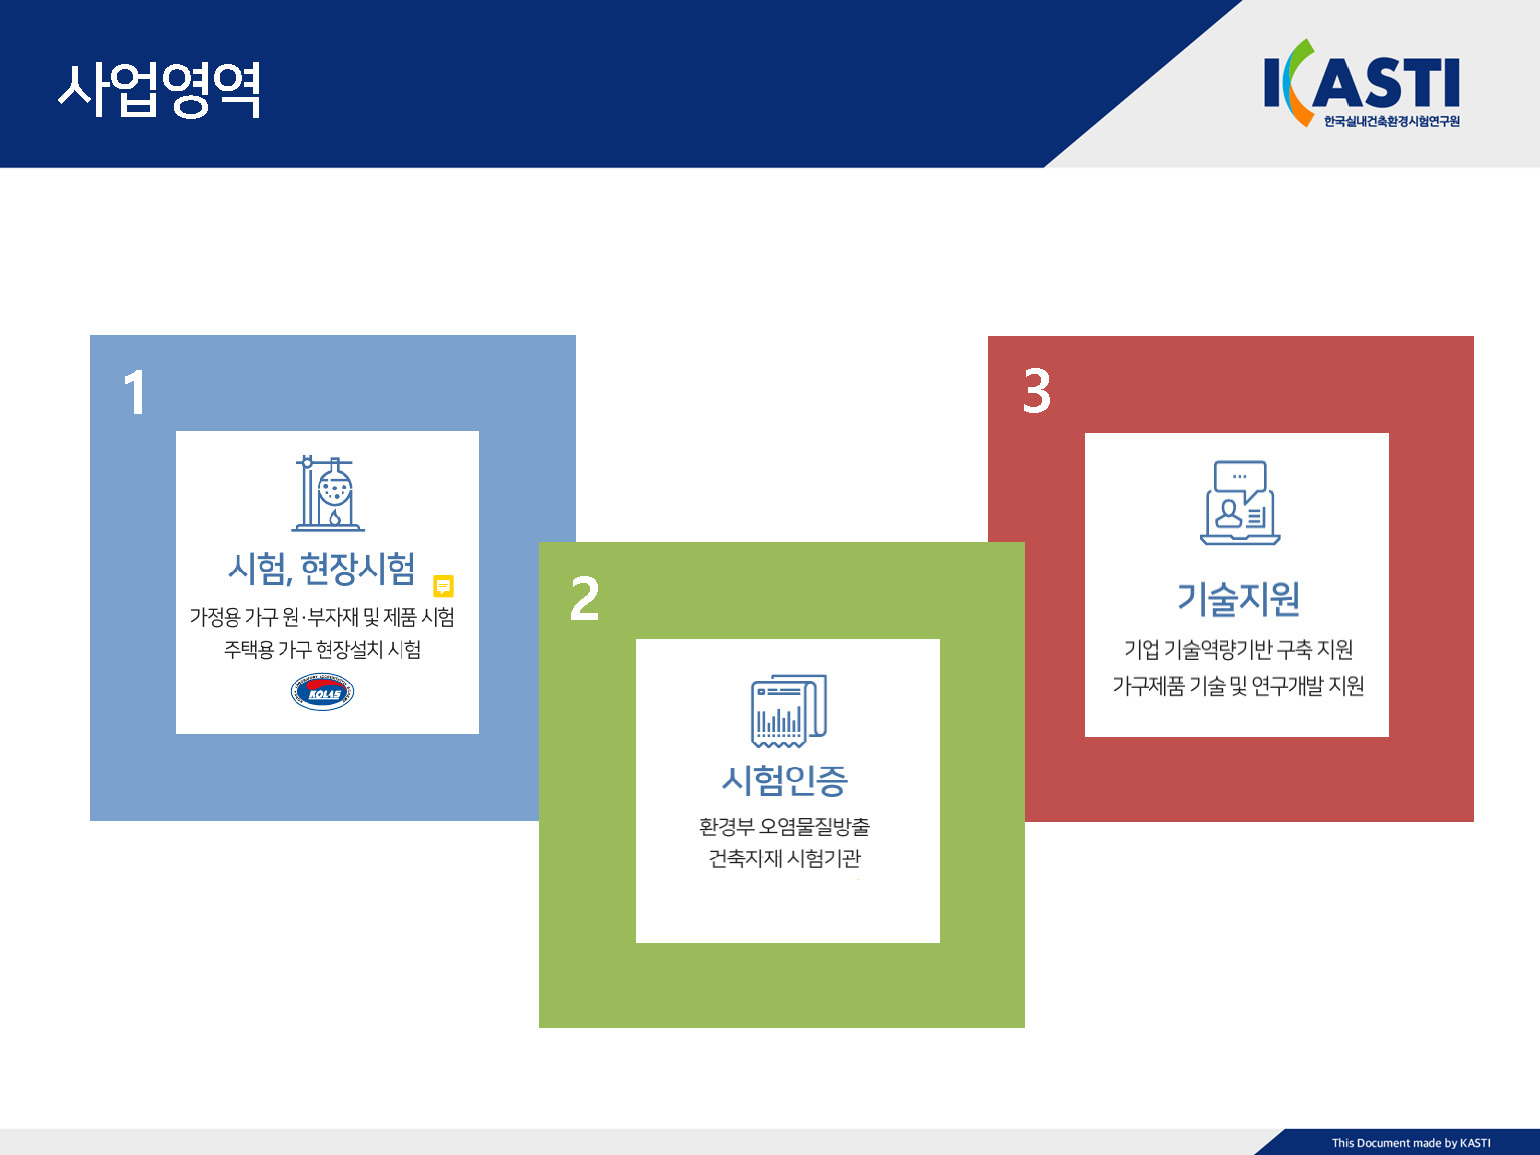 사업영역
KASTI
한국실내건축환경시험연구원
1
시험, 현장시험
가정용 가구 원·부자재 및 제품 시험
주택용 가구 현장설치 시험
KOLAS
2
시험인증
환경부 오염물질방출
건축자재 시험기관
3
기술지원
기업 기술역량기반 구축 지원
가구제품 기술 및 연구개발 지원
This Document made by KASTI